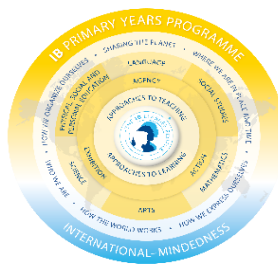 IB PRIMARY YEARS PROGRAMME
SHARING THE PLANET
WHERE WE ARE IN PLACE AND TIME
HOW WE EXPRESS OURSELVES
HOW THE WORLD WORKS
WHO WE ARE
HOW WE ORGANIZE OURSELVES
LANGUAGE
SOCIAL STUDIES
MATHEMATICS
ARTS
SCIENCE
PHYSICAL, SOCIAL AND
PERSONAL EDUCATION
AGENCY
ACTION
EXHIBITION
APPROACHES TO TEACHING
APPROACHES TO LEARNING
INTERNATIONAL- MINDEDNESS